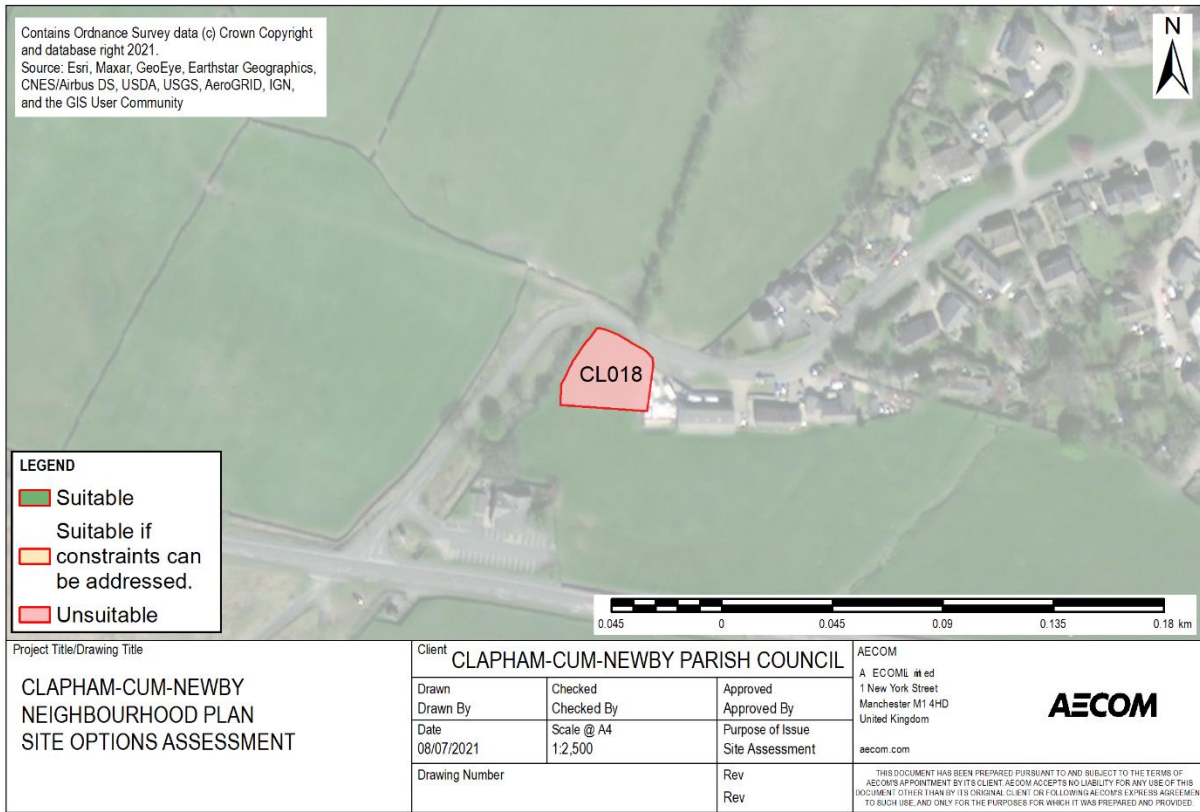 Contains Ordnance Survey data (c) Crown Copyright
and database right 2021.
Source: Esri, Maxar, GeoEye, Earthstar Geographics,
CNES/Airbus DS, USDA, USGS, AeroGRID, IGN,
and the GIS User Community
N
CL018
LEGEND
Suitable
Suitable if
constraints can
be addressed.
Unsuitable
0.045 0 0.045 0.09 0.135 0.18 km
Project Title/Drawing Title
CLAPHAM-CUM-NEWBY
NEIGHBOURHOOD PLAN
SITE OPTIONS ASSESSMENT
Client CLAPHAM-CUM-NEWBY PARISH COUNCIL
Drawn Checked Approved
Drawn By Checked By Approved By
Date Scale @ A4 Purpose of Issue
08/07/2021 1:2,500 Site Assessment
Drawing Number Rev
Rev
AECOM
1 New York Street
Manchester M1 4HD
United Kingdom
aecom.com
AECOM
THIS DOCUMENT HAS BEEN PREPARED PURSUANT TO AND SUBJECT TO THE TERMS OF
AECOM'S APPOINTMENT BY ITS CLIENT. AECOM ACCEPTS NO LIABILITY FOR ANY USE OF THIS
DOCUMENT OTHER THAN BY ITS ORIGINAL CLIENT OR FOLLOWING AECOM'S EXPRESS AGREEMEN
TO SUCH USE, AND ONLY FOR THE PURPOSES FOR WHICH IT WAS PREPARED AND PROVIDED.